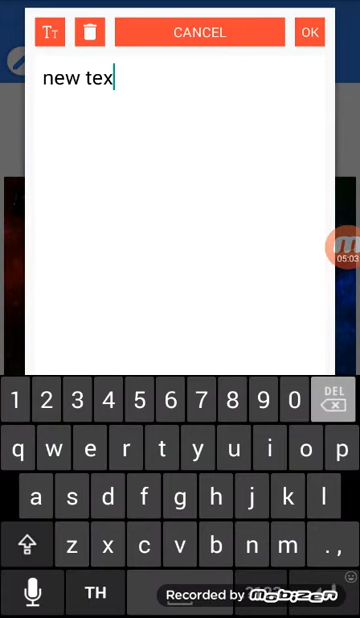 TT CANCEL OK
new tex
05:03
1 2 3 4 5 6 7 8 9 0 DEL
q w e r t y u i o p
a s d f g h j k l
z x c v b n m . ,
TH
Recorded by MOBIZEN